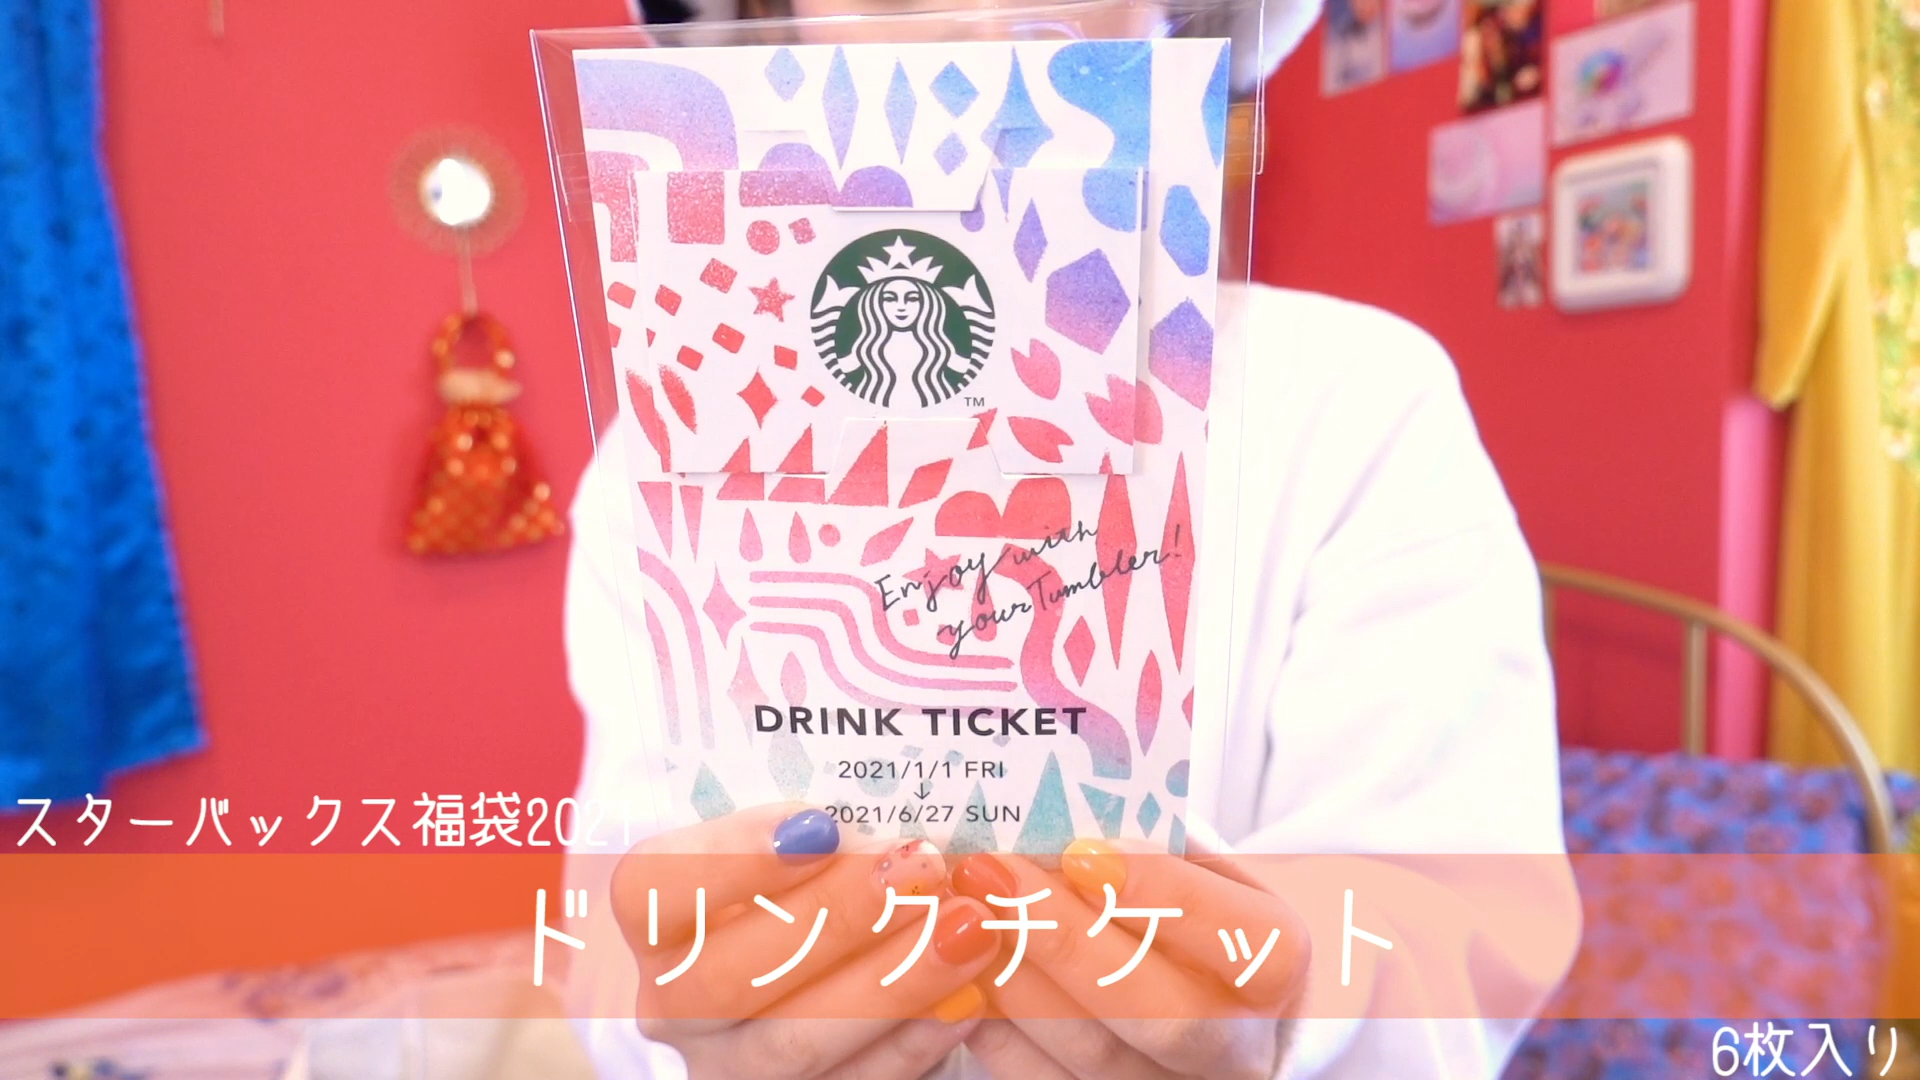 TM
Enjoy with
your Tumbler!
DRINK TICKET
2021/1/1 FRI
↓
2021/6/27 SUN
スターバックス福袋2021
ドリンクチケット
6枚入り